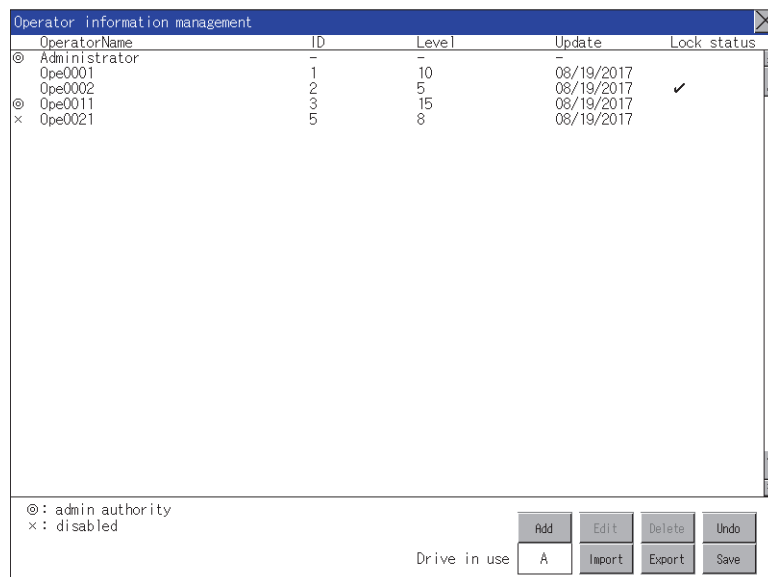 Operator information management
OperatorName ID Level Update Lock status
◎ Administrator - - -
Ope0001 1 10 08/19/2017
Ope0002 2 5 08/19/2017 ✓
◎ Ope0011 3 15 08/19/2017
× Ope0021 5 8 08/19/2017
◎: admin authority
×: disabled
Add Edit Delete Undo
Drive in use A Import Export Save